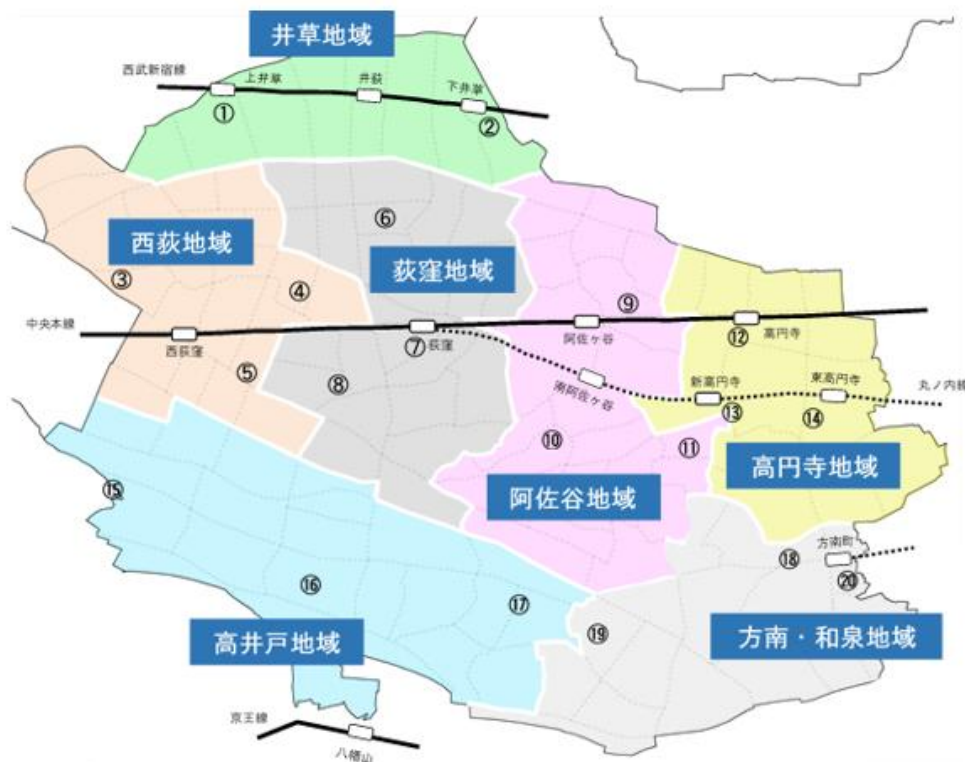 井草地域
西武新宿線
上井草
井荻
下井草
①
②
⑥
西荻地域
荻窪地域
③
④
⑨
中央本線
西荻窪
⑦
荻窪
阿佐ヶ谷
⑫
高円寺
⑤
⑧
南阿佐ヶ谷
新高円寺
東高円寺
丸ノ内線
⑬
⑭
⑩
⑪
高円寺地域
阿佐谷地域
⑮
方南町
⑱
⑳
⑯
⑰
高井戸地域
⑲
方南・和泉地域
京王線
八幡山